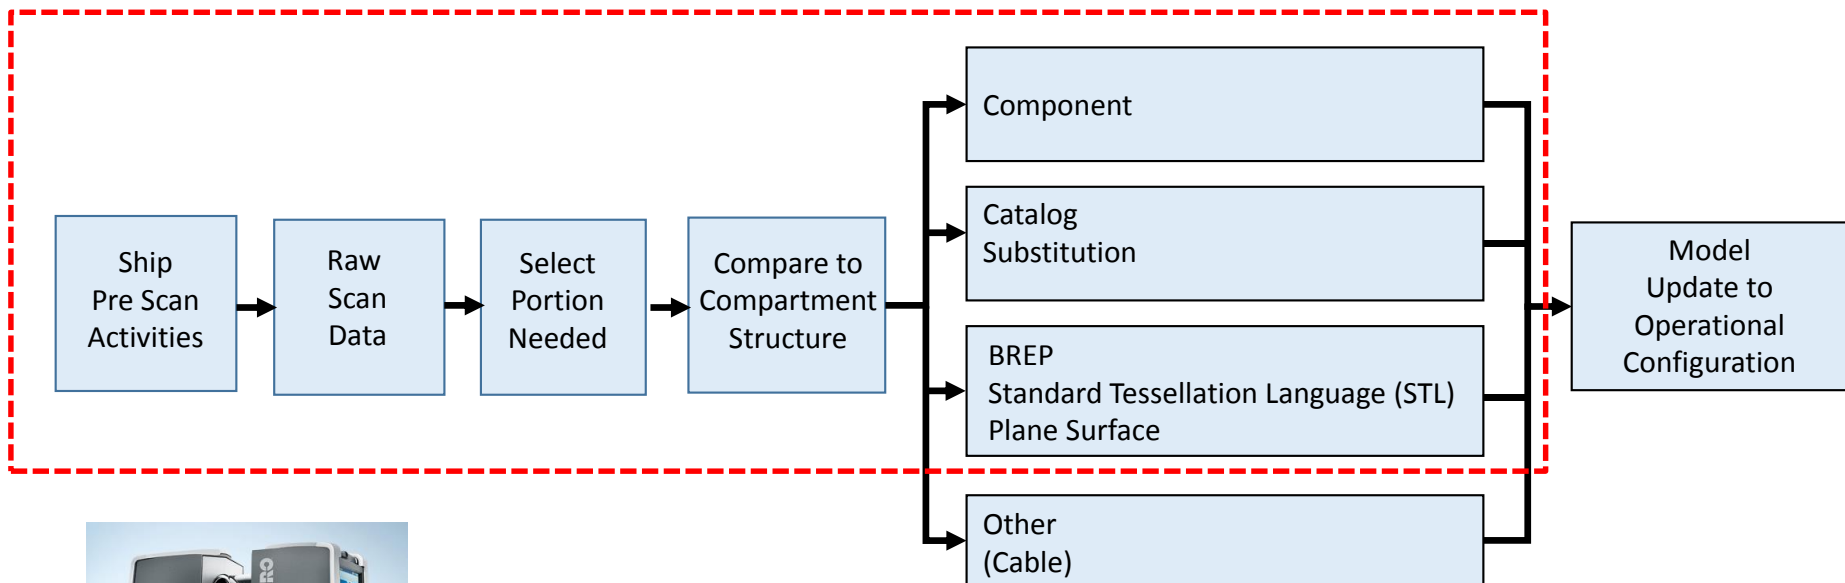 Ship
Pre Scan
Activities
Raw
Scan
Data
Select
Portion
Needed
Compare to
Compartment
Structure
Component
Catalog
Substitution
BREP
Standard Tessellation Language (STL)
Plane Surface
Other
(Cable)
Model
Update to
Operational
Configuration